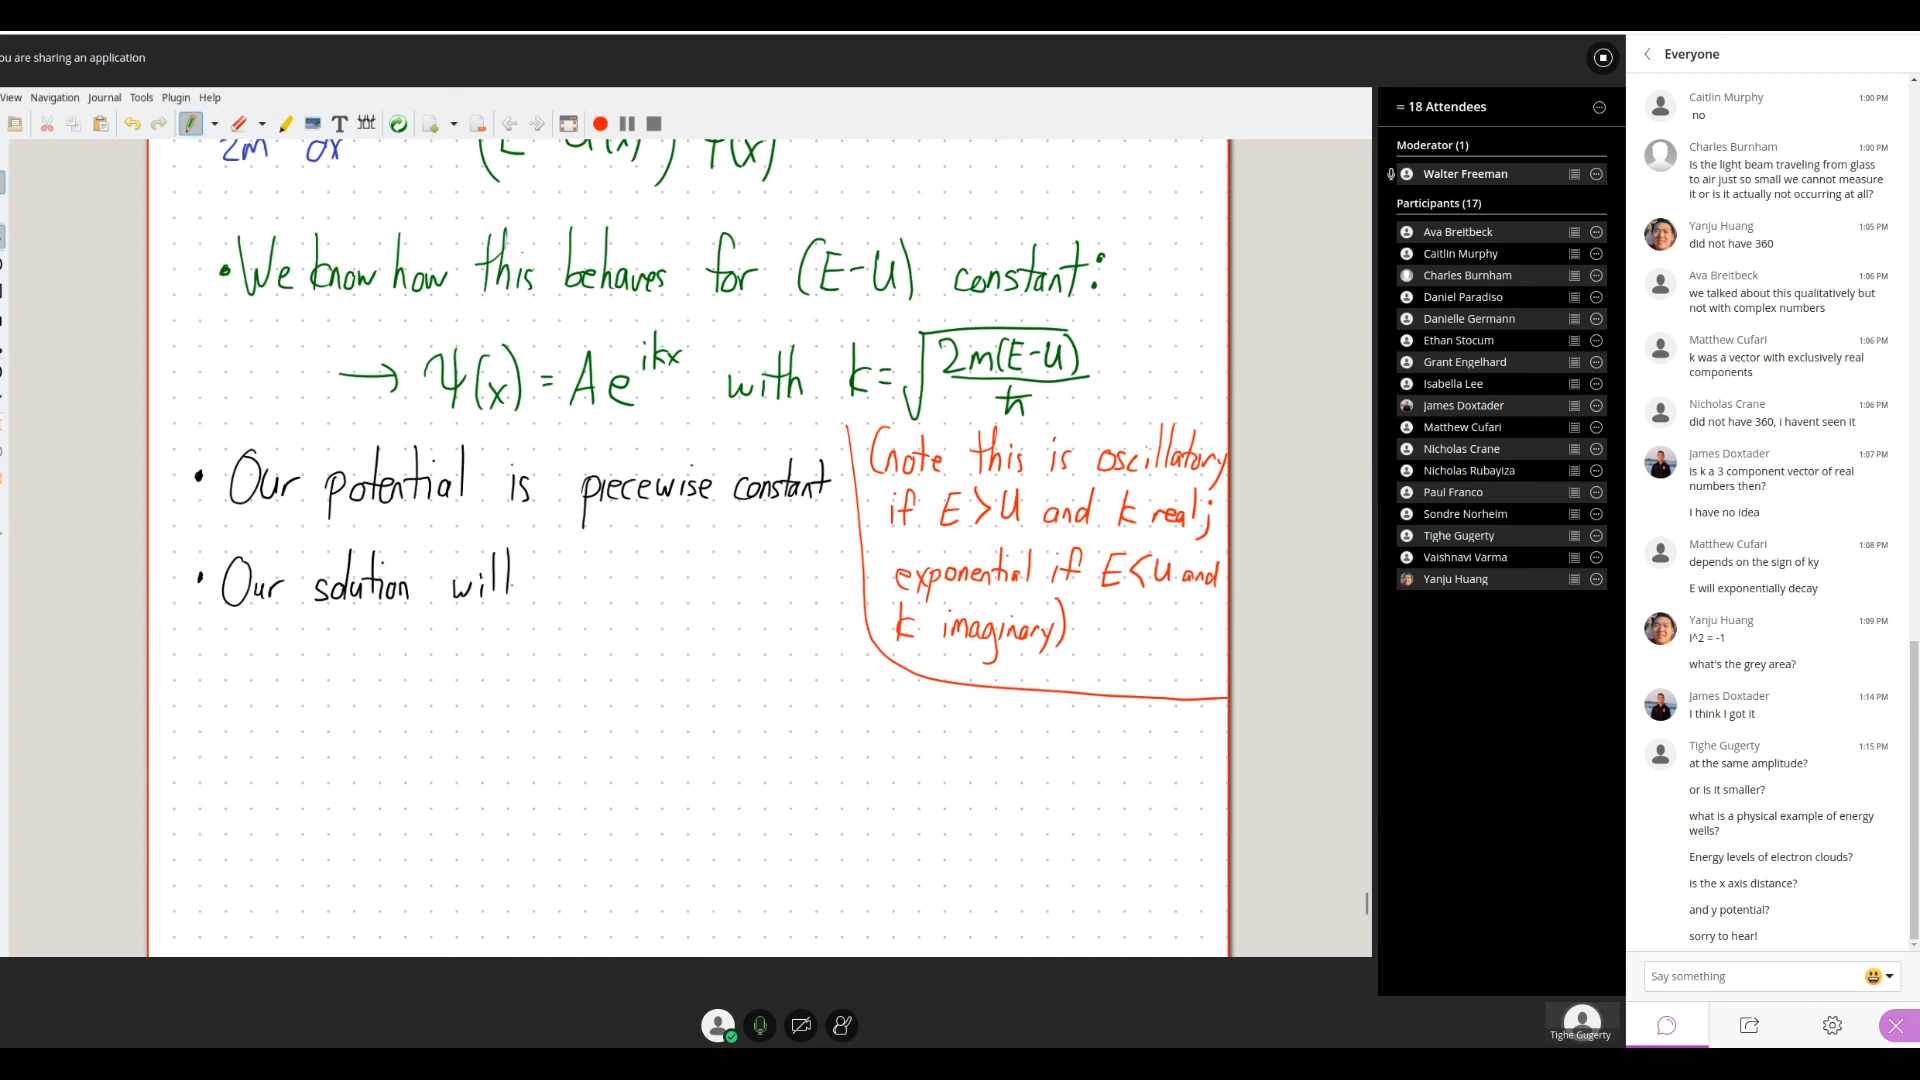 ou are sharing an application
View Navigation Journal Tools Plugin Help
2m ∂x (E - U(x)) ψ(x)
• We know how this behaves for (E-U) constant:
→ Ψ(x) = A e^{ikx} with k = √(2m(E-U)/ħ)
• Our potential is piecewise constant
• Our solution will
(note this is oscillatory
if E > U and k real;
exponential if E < U and
k imaginary)
18 Attendees
Moderator (1)
Walter Freeman
Participants (17)
Ava Breitbeck
Caitlin Murphy
Charles Burnham
Daniel Paradiso
Danielle Germann
Ethan Stocum
Grant Engelhard
Isabella Lee
James Doxtader
Matthew Cufari
Nicholas Crane
Nicholas Rubayiza
Paul Franco
Sondre Norheim
Tighe Gugerty
Vaishnavi Varma
Yanju Huang
Tighe Gugerty
Everyone
Caitlin Murphy 1:00 PM
no
Charles Burnham 1:00 PM
Is the light beam traveling from glass
to air just so small we cannot measure
it or is it actually not occurring at all?
Yanju Huang 1:05 PM
did not have 360
Ava Breitbeck 1:06 PM
we talked about this qualitatively but
not with complex numbers
Matthew Cufari 1:06 PM
k was a vector with exclusively real
components
Nicholas Crane 1:06 PM
did not have 360, i havent seen it
James Doxtader 1:07 PM
is k a 3 component vector of real
numbers then?
I have no idea
Matthew Cufari 1:08 PM
depends on the sign of ky
E will exponentially decay
Yanju Huang 1:09 PM
i^2 = -1
what's the grey area?
James Doxtader 1:14 PM
I think I got it
Tighe Gugerty 1:15 PM
at the same amplitude?
or is it smaller?
what is a physical example of energy
wells?
Energy levels of electron clouds?
is the x axis distance?
and y potential?
sorry to hear!
Say something